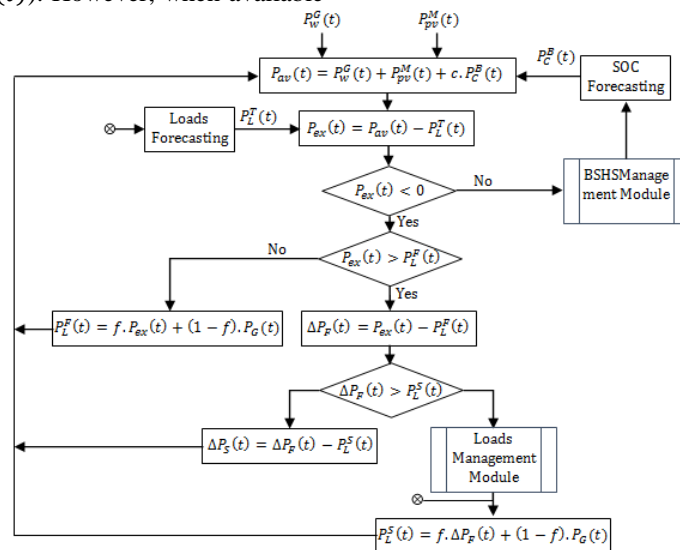 (t)). However, when available
P_w^G(t)
P_pv^M(t)
P_av(t) = P_w^G(t) + P_pv^M(t) + c.P_C^B(t)
P_C^B(t)
SOC
Forecasting
Loads
Forecasting
P_L^T(t)
P_ex(t) = P_av(t) − P_L^T(t)
P_ex(t) < 0
No
BSHSManage
ment Module
Yes
P_ex(t) > P_L^F(t)
No
Yes
P_L^F(t) = f.P_ex(t) + (1 − f).P_G(t)
ΔP_F(t) = P_ex(t) − P_L^F(t)
ΔP_F(t) > P_L^S(t)
ΔP_S(t) = ΔP_F(t) − P_L^S(t)
Loads
Management
Module
P_L^S(t) = f.ΔP_F(t) + (1 − f).P_G(t)